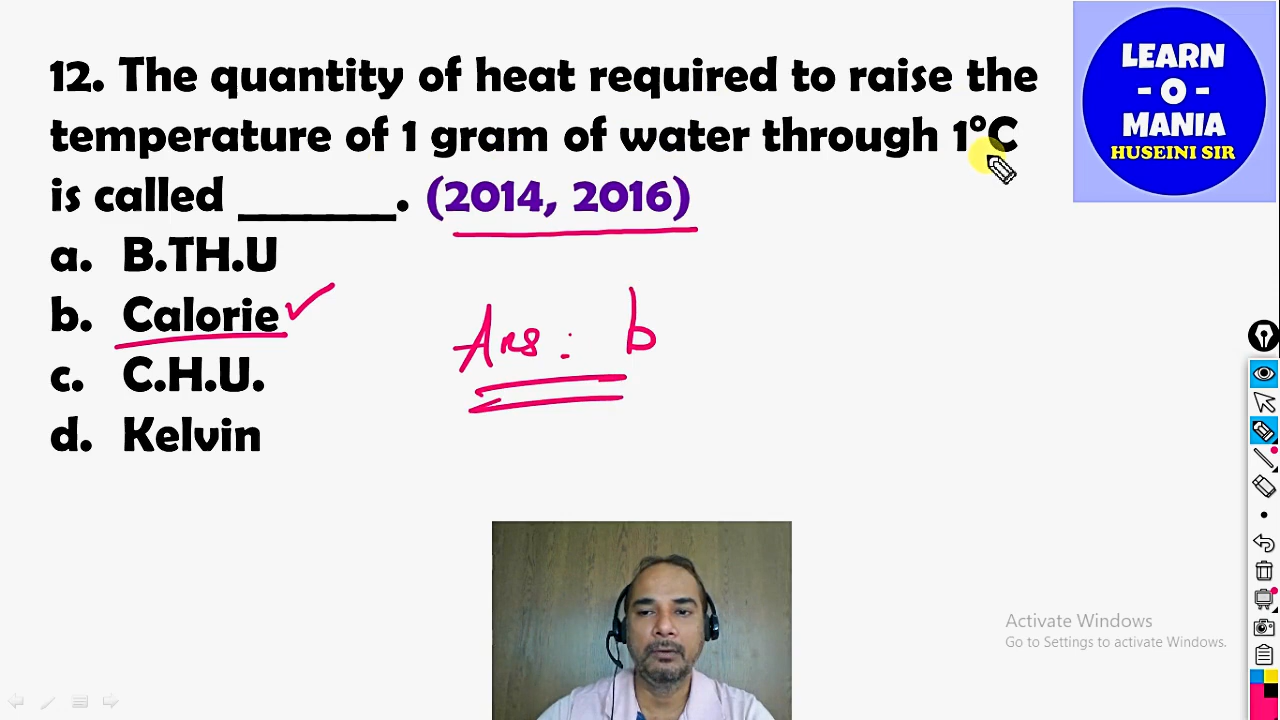 12. The quantity of heat required to raise the
temperature of 1 gram of water through 1°C
is called _______. (2014, 2016)
a. B.TH.U
b. Calorie
c. C.H.U.
d. Kelvin
Ans: b
LEARN
- O -
MANIA
HUSEINI SIR
Activate Windows
Go to Settings to activate Windows.